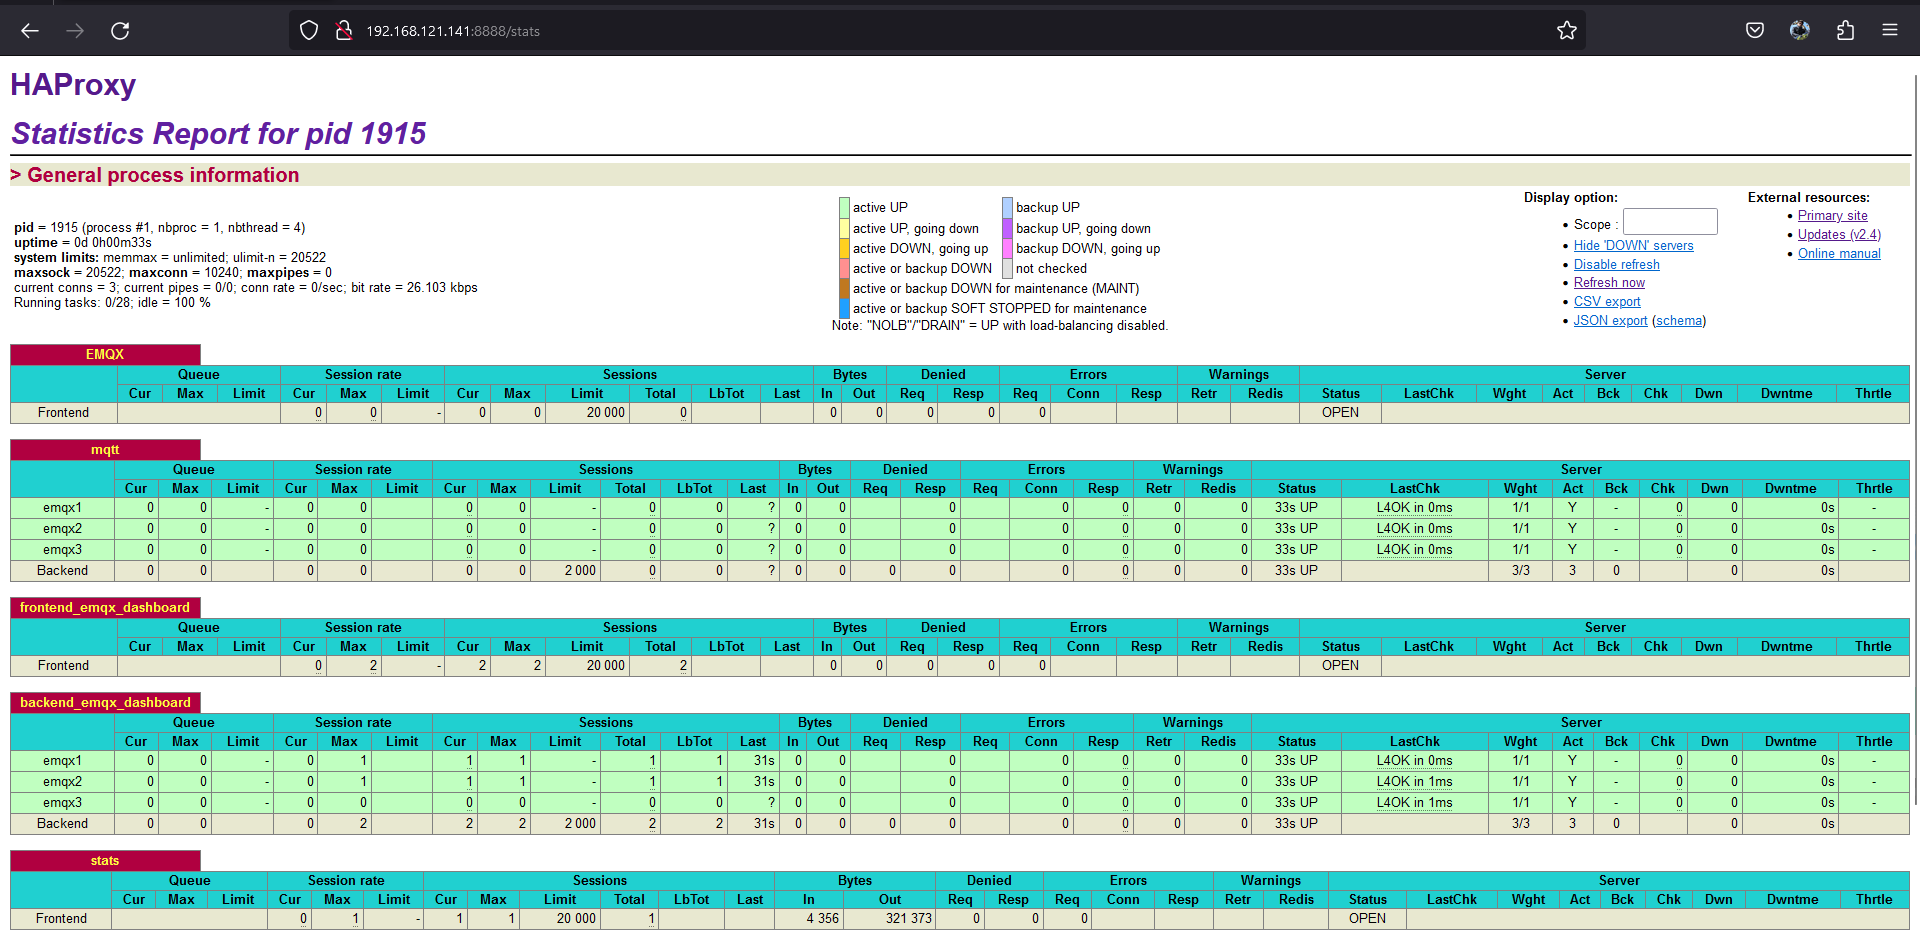 192.168.121.141:8888/stats
HAProxy
Statistics Report for pid 1915
> General process information
pid = 1915 (process #1, nbproc = 1, nbthread = 4)
uptime = 0d 0h00m33s
system limits: memmax = unlimited; ulimit-n = 20522
maxsock = 20522; maxconn = 10240; maxpipes = 0
current conns = 3; current pipes = 0/0; conn rate = 0/sec; bit rate = 26.103 kbps
Running tasks: 0/28; idle = 100 %
active UP backup UP
active UP, going down backup UP, going down
active DOWN, going up backup DOWN, going up
active or backup DOWN not checked
active or backup DOWN for maintenance (MAINT)
active or backup SOFT STOPPED for maintenance
Note: "NOLB"/"DRAIN" = UP with load-balancing disabled.
Display option:
• Scope :
• Hide 'DOWN' servers
• Disable refresh
• Refresh now
• CSV export
• JSON export (schema)
External resources:
• Primary site
• Updates (v2.4)
• Online manual
EMQX
Queue Session rate Sessions Bytes Denied Errors Warnings Server
Cur Max Limit Cur Max Limit Cur Max Limit Total LbTot Last In Out Req Resp Req Conn Resp Retr Redis Status LastChk Wght Act Bck Chk Dwn Dwntme Thrtle
Frontend 0 0 - 0 0 20 000 0 0 0 0 0 0 OPEN
mqtt
Queue Session rate Sessions Bytes Denied Errors Warnings Server
Cur Max Limit Cur Max Limit Cur Max Limit Total LbTot Last In Out Req Resp Req Conn Resp Retr Redis Status LastChk Wght Act Bck Chk Dwn Dwntme Thrtle
emqx1 0 0 - 0 0 0 0 - 0 0 ? 0 0 0 0 0 0 0 33s UP L4OK in 0ms 1/1 Y - 0 0 0s -
emqx2 0 0 - 0 0 0 0 - 0 0 ? 0 0 0 0 0 0 0 33s UP L4OK in 0ms 1/1 Y - 0 0 0s -
emqx3 0 0 - 0 0 0 0 - 0 0 ? 0 0 0 0 0 0 0 33s UP L4OK in 0ms 1/1 Y - 0 0 0s -
Backend 0 0 0 0 0 0 2 000 0 0 ? 0 0 0 0 0 0 0 0 33s UP 3/3 3 0 0 0s
frontend_emqx_dashboard
Queue Session rate Sessions Bytes Denied Errors Warnings Server
Cur Max Limit Cur Max Limit Cur Max Limit Total LbTot Last In Out Req Resp Req Conn Resp Retr Redis Status LastChk Wght Act Bck Chk Dwn Dwntme Thrtle
Frontend 0 2 - 2 2 20 000 2 0 0 0 0 0 OPEN
backend_emqx_dashboard
Queue Session rate Sessions Bytes Denied Errors Warnings Server
Cur Max Limit Cur Max Limit Cur Max Limit Total LbTot Last In Out Req Resp Req Conn Resp Retr Redis Status LastChk Wght Act Bck Chk Dwn Dwntme Thrtle
emqx1 0 0 - 0 1 1 1 - 1 1 31s 0 0 0 0 0 0 0 33s UP L4OK in 0ms 1/1 Y - 0 0 0s -
emqx2 0 0 - 0 1 1 1 - 1 1 31s 0 0 0 0 0 0 0 33s UP L4OK in 1ms 1/1 Y - 0 0 0s -
emqx3 0 0 - 0 0 0 0 - 0 0 ? 0 0 0 0 0 0 0 33s UP L4OK in 1ms 1/1 Y - 0 0 0s -
Backend 0 0 0 2 2 2 2 000 2 2 31s 0 0 0 0 0 0 0 0 33s UP 3/3 3 0 0 0s
stats
Queue Session rate Sessions Bytes Denied Errors Warnings Server
Cur Max Limit Cur Max Limit Cur Max Limit Total LbTot Last In Out Req Resp Req Conn Resp Retr Redis Status LastChk Wght Act Bck Chk Dwn Dwntme Thrtle
Frontend 0 1 - 1 1 20 000 1 4 356 321 373 0 0 0 OPEN